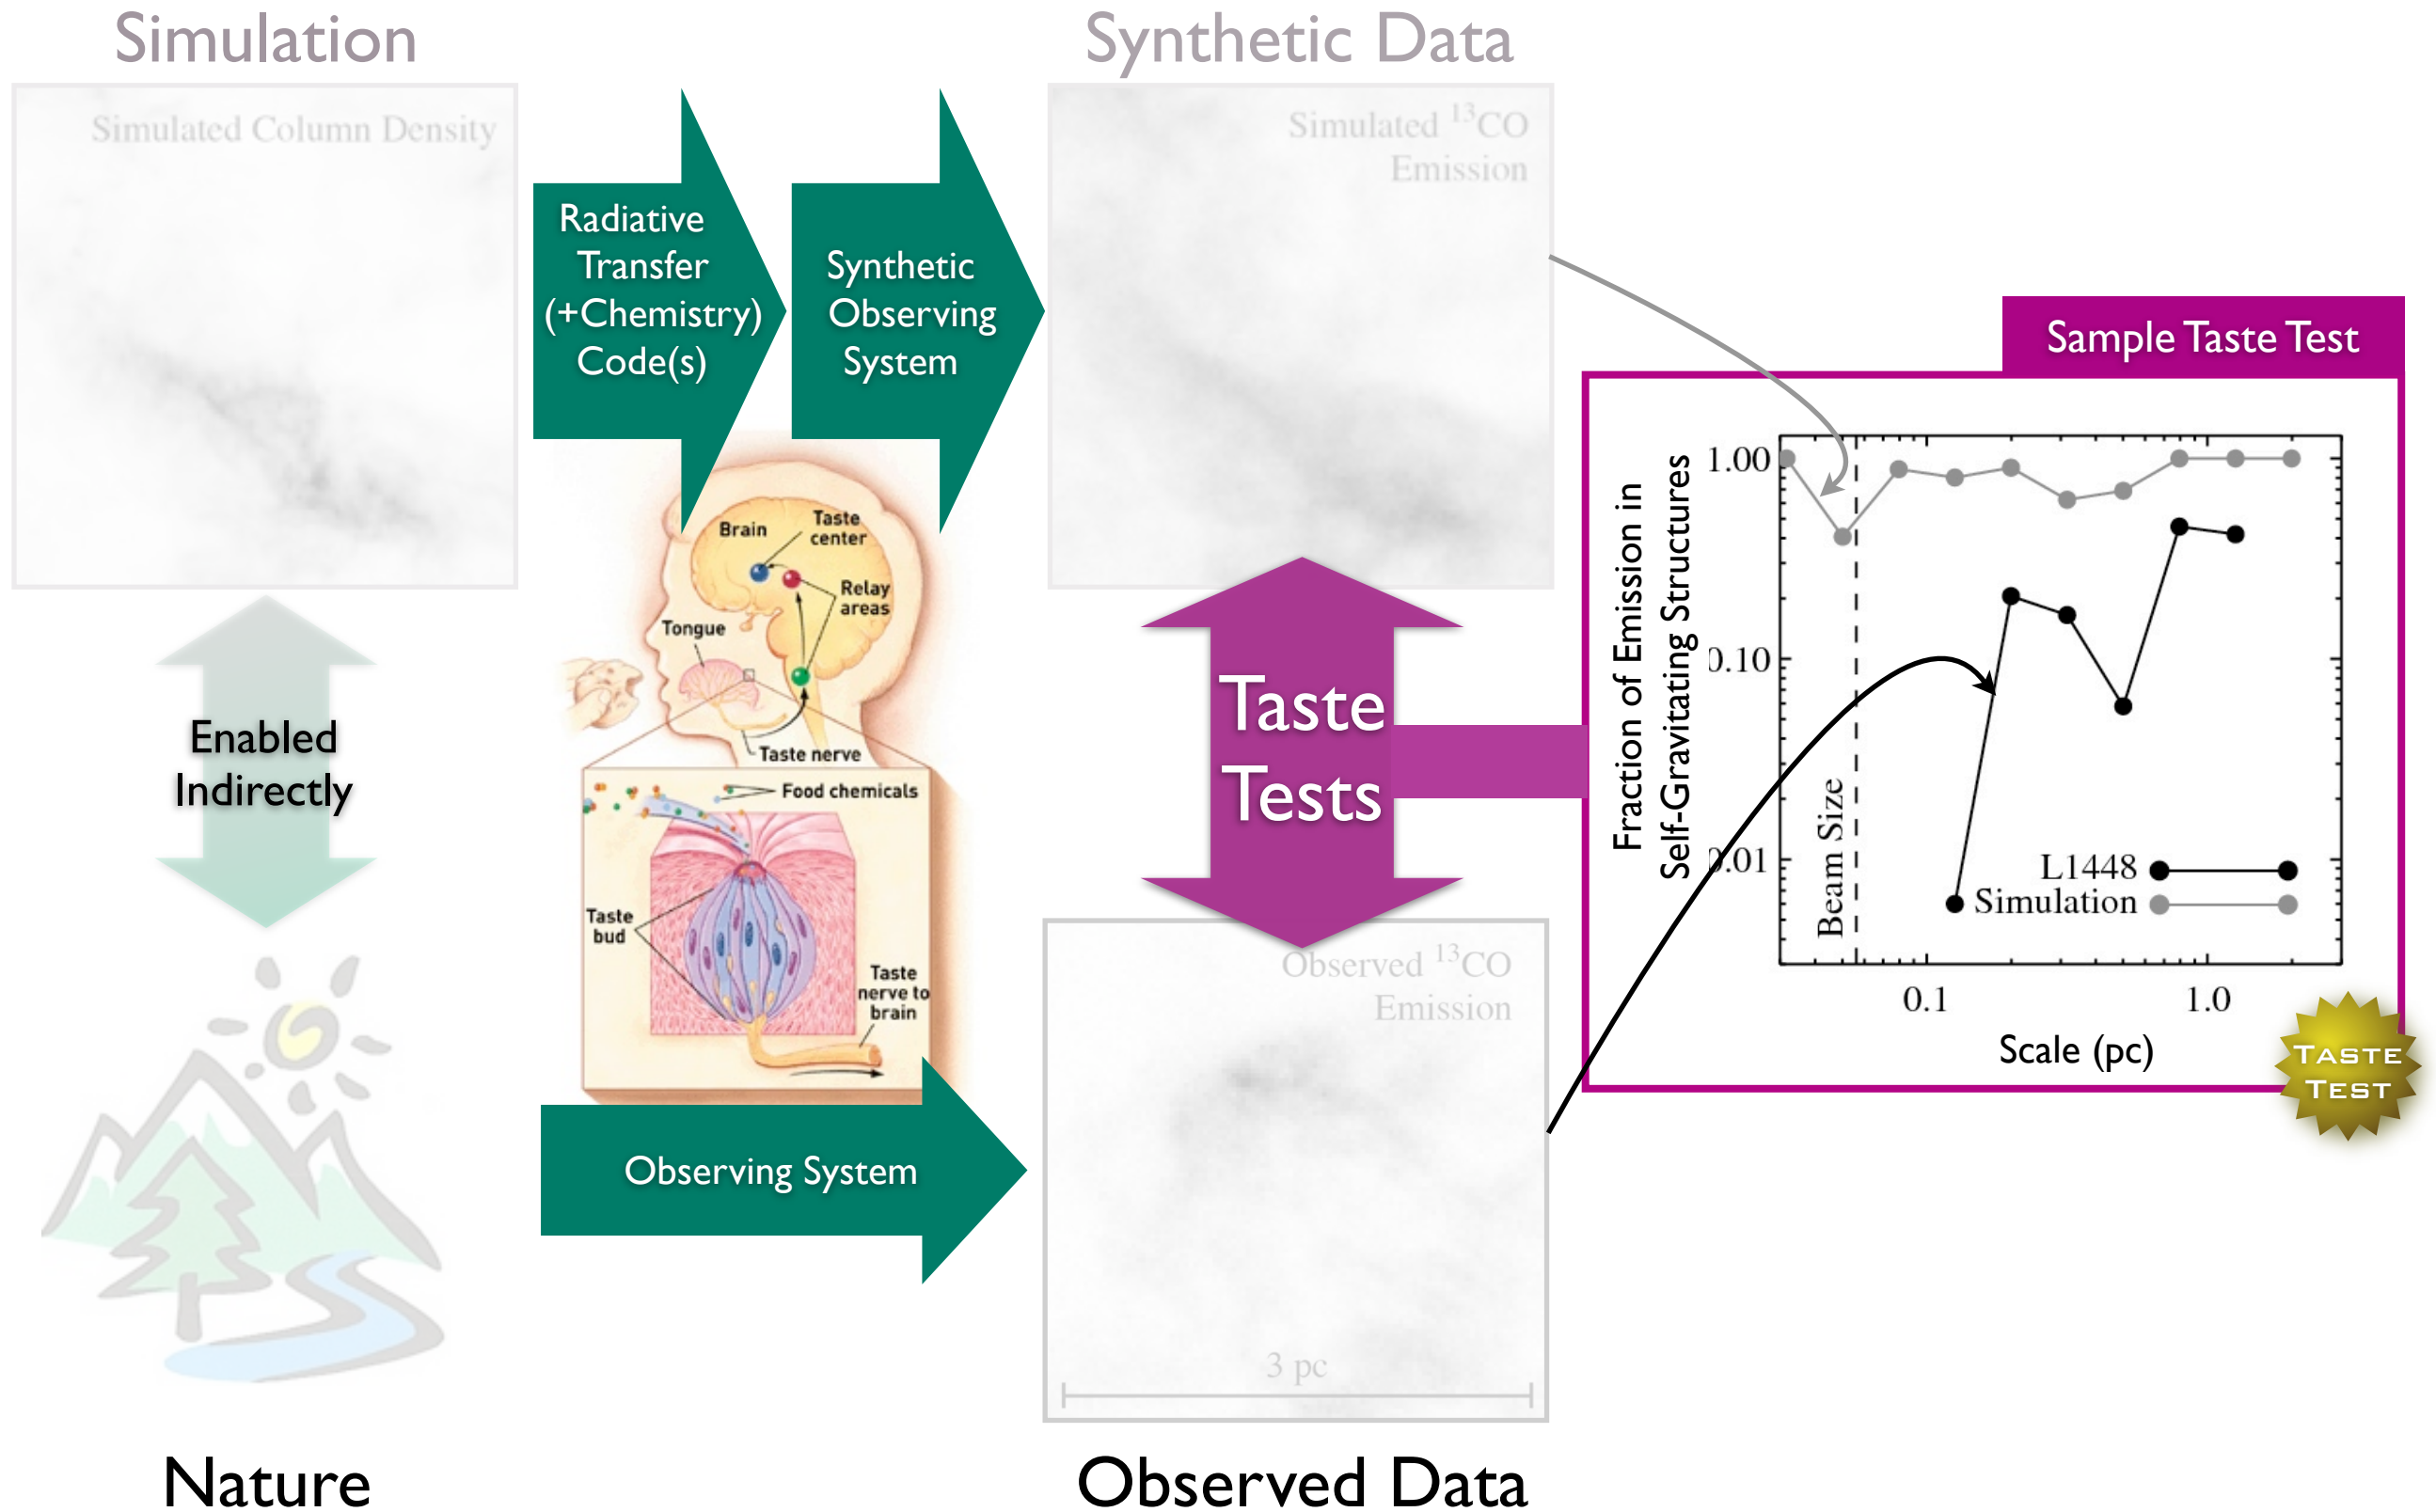 Simulation
Synthetic Data
Simulated Column Density
Simulated ¹³CO
Emission
Radiative
Transfer
(+Chemistry)
Code(s)
Synthetic
Observing
System
Sample Taste Test
Brain
Taste
center
Relay
areas
Tongue
Taste nerve
Food chemicals
Taste
bud
Taste
nerve to
brain
Enabled
Indirectly
Taste
Tests
Fraction of Emission in
Self-Gravitating Structures
1.00
0.10
0.01
Beam Size
L1448
Simulation
0.1
1.0
Scale (pc)
TASTE
TEST
Observed ¹³CO
Emission
Observing System
3 pc
Nature
Observed Data